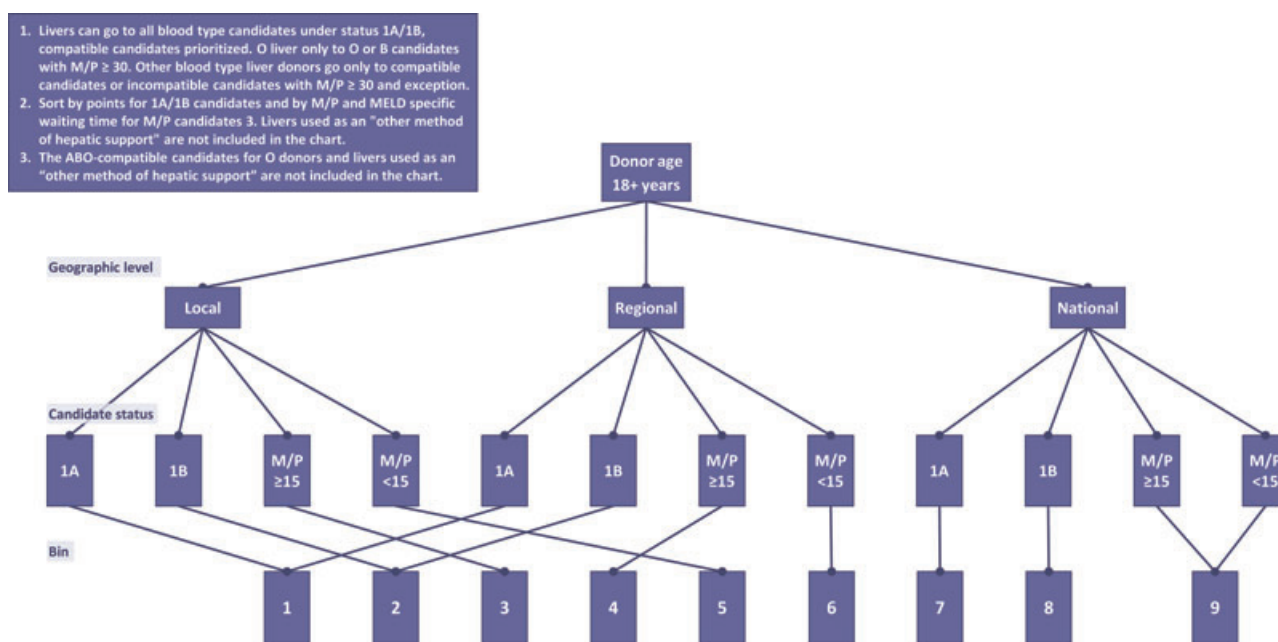 1. Livers can go to all blood type candidates under status 1A/1B,
compatible candidates prioritized. O liver only to O or B candidates
with M/P ≥ 30. Other blood type liver donors go only to compatible
candidates or incompatible candidates with M/P ≥ 30 and exception.
2. Sort by points for 1A/1B candidates and by M/P and MELD specific
waiting time for M/P candidates 3. Livers used as an "other method
of hepatic support" are not included in the chart.
3. The ABO-compatible candidates for O donors and livers used as an
“other method of hepatic support” are not included in the chart.
Donor age
18+ years
Geographic level
Local
Regional
National
Candidate status
1A
1B
M/P
≥15
M/P
<15
1A
1B
M/P
≥15
M/P
<15
1A
1B
M/P
≥15
M/P
<15
Bin
1
2
3
4
5
6
7
8
9